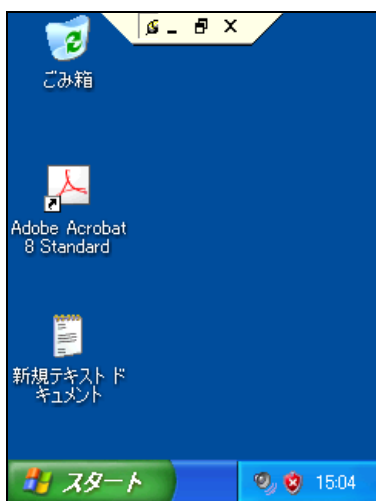 ごみ箱
Adobe Acrobat
8 Standard
新規テキスト ド
キュメント
スタート
15:04